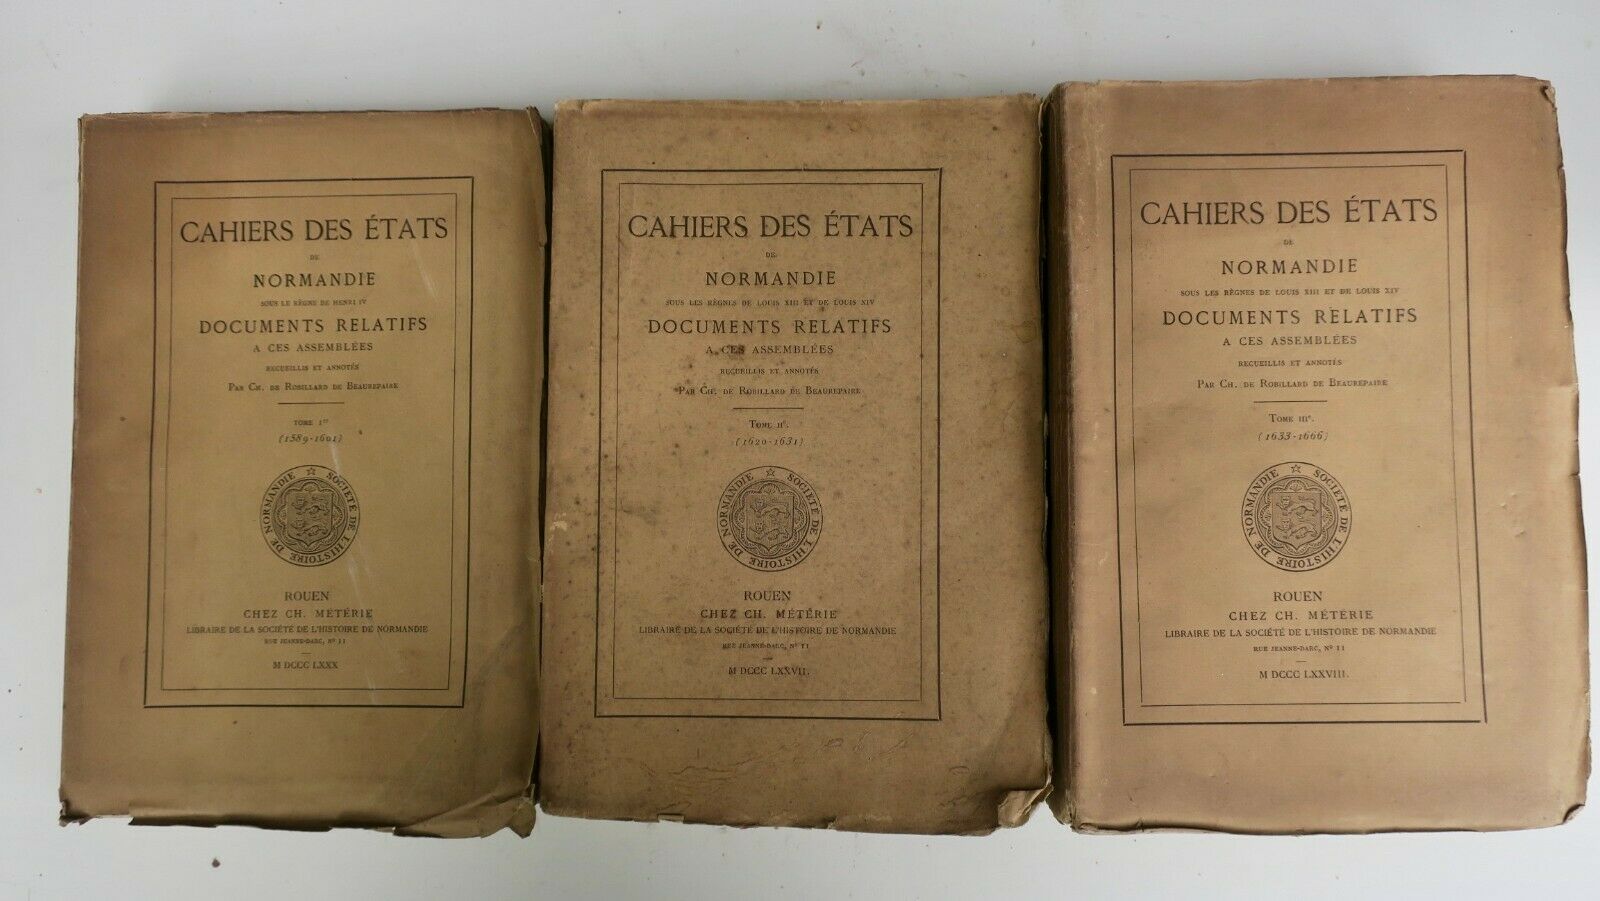 CAHIERS DES ÉTATS
DE
NORMANDIE
SOUS LE RÈGNE DE HENRI IV
DOCUMENTS RELATIFS
A CES ASSEMBLÉES
RECUEILLIS ET ANNOTÉS
PAR CH. DE ROBILLARD DE BEAUREPAIRE
TOME Ier
(1589-1601)
SOCIÉTÉ DE L'HISTOIRE DE NORMANDIE
ROUEN
CHEZ CH. MÉTÉRIE
LIBRAIRE DE LA SOCIÉTÉ DE L'HISTOIRE DE NORMANDIE
RUE JEANNE-DARC, Nº 11
M DCCC LXXX
CAHIERS DES ÉTATS
DE
NORMANDIE
SOUS LES RÈGNES DE LOUIS XIII ET DE LOUIS XIV
DOCUMENTS RELATIFS
A CES ASSEMBLÉES
RECUEILLIS ET ANNOTÉS
PAR CH. DE ROBILLARD DE BEAUREPAIRE
TOME IIe.
(1620-1631)
SOCIÉTÉ DE L'HISTOIRE DE NORMANDIE
ROUEN
CHEZ CH. MÉTÉRIE
LIBRAIRE DE LA SOCIÉTÉ DE L'HISTOIRE DE NORMANDIE
RUE JEANNE-DARC, Nº 11
M DCCC LXXVII.
CAHIERS DES ÉTATS
DE
NORMANDIE
SOUS LES RÈGNES DE LOUIS XIII ET DE LOUIS XIV
DOCUMENTS RELATIFS
A CES ASSEMBLÉES
RECUEILLIS ET ANNOTÉS
PAR CH. DE ROBILLARD DE BEAUREPAIRE
TOME IIIe.
(1633-1666)
SOCIÉTÉ DE L'HISTOIRE DE NORMANDIE
ROUEN
CHEZ CH. MÉTÉRIE
LIBRAIRE DE LA SOCIÉTÉ DE L'HISTOIRE DE NORMANDIE
RUE JEANNE-DARC, Nº 11
M DCCC LXXVIII.